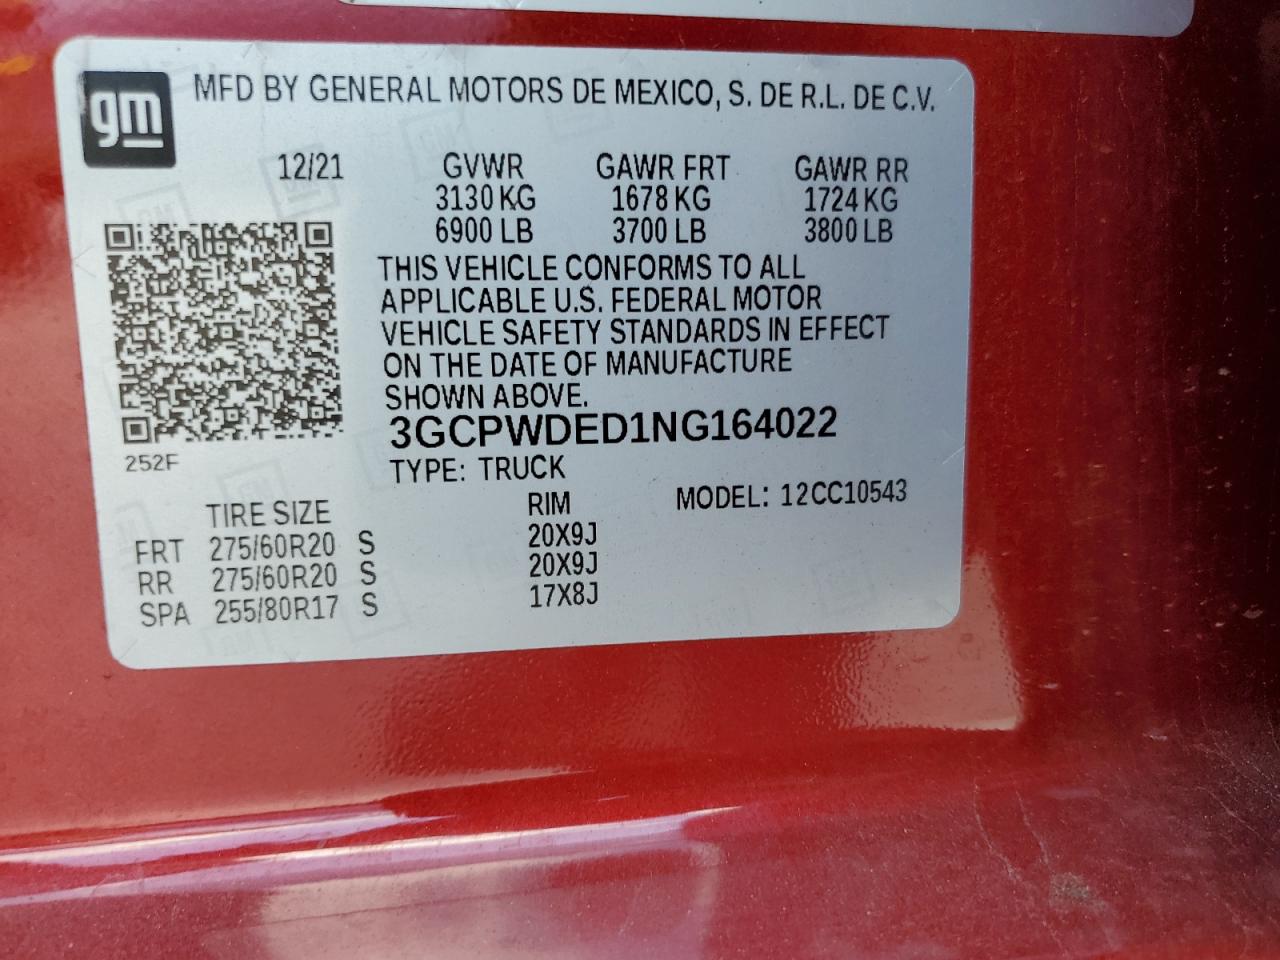 gm
MFD BY GENERAL MOTORS DE MEXICO, S. DE R.L. DE C.V.
12/21 GVWR GAWR FRT GAWR RR
3130 KG 1678 KG 1724 KG
6900 LB 3700 LB 3800 LB
THIS VEHICLE CONFORMS TO ALL
APPLICABLE U.S. FEDERAL MOTOR
VEHICLE SAFETY STANDARDS IN EFFECT
ON THE DATE OF MANUFACTURE
SHOWN ABOVE.
3GCPWDED1NG164022
252F
TYPE: TRUCK
TIRE SIZE RIM MODEL: 12CC10543
FRT 275/60R20 S 20X9J
RR 275/60R20 S 20X9J
SPA 255/80R17 S 17X8J